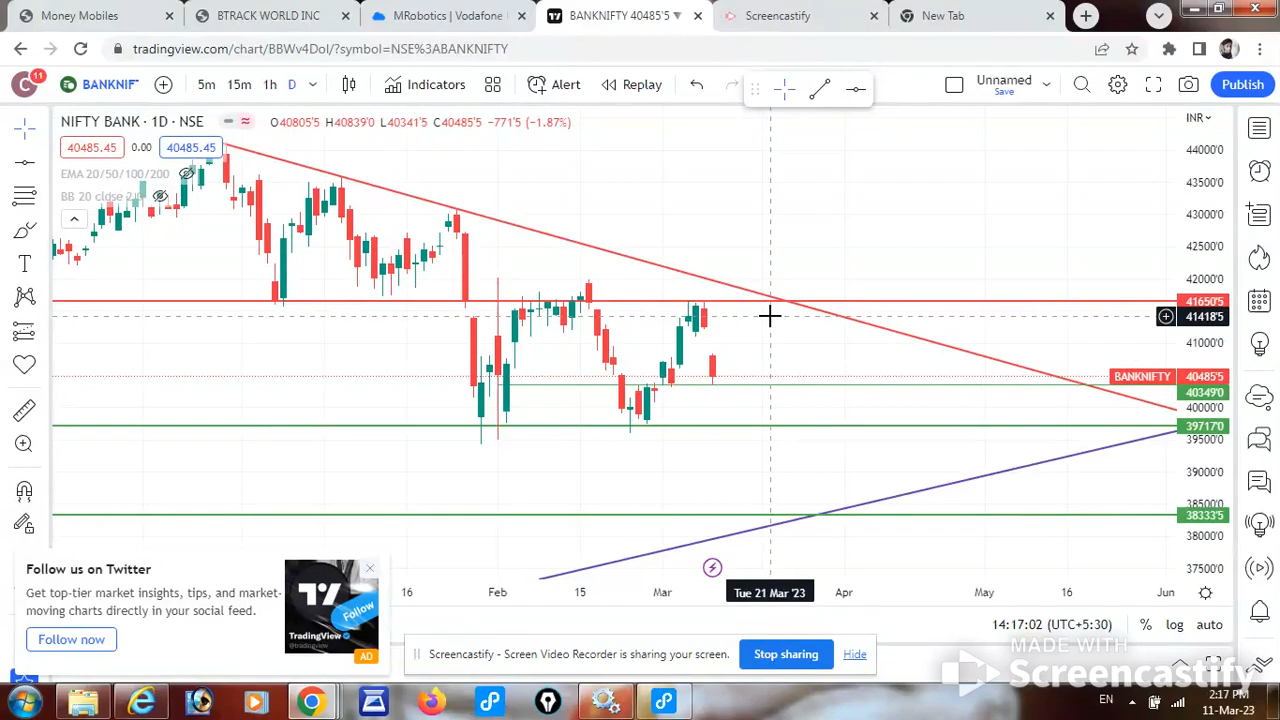 Money Mobiles
BTRACK WORLD INC
MRobotics | Vodafone
BANKNIFTY 40485'5 ▼
Screencastify
New Tab
tradingview.com/chart/BBWv4Dol/?symbol=NSE%3ABANKNIFTY
C 11
BANKNIF
5m 15m 1h D
Indicators
Alert
Replay
Unnamed
Save
Publish
NIFTY BANK · 1D · NSE
O40805'5 H40839'0 L40341'5 C40485'5 −771'5 (−1.87%)
INR
40485.45 0.00 40485.45
EMA 20/50/100/200
BB 20 close 2
44000'0
43500'0
43000'0
42500'0
42000'0
41650'5
41418'5
41000'0
BANKNIFTY 40485'5
40349'0
40000'0
39717'0
39500'0
39000'0
38500'0
38333'5
38000'0
37500'0
16 Feb 15 Mar Tue 21 Mar '23 Apr May 16 Jun
Follow us on Twitter
Get top-tier market insights, tips, and market-
moving charts directly in your social feed.
Follow now
Follow
TradingView
@tradingview
AD
14:17:02 (UTC+5:30)
% log auto
Screencastify - Screen Video Recorder is sharing your screen.
Stop sharing
Hide
MADE WITH
Screencastify
EN
2:17 PM
11-Mar-23